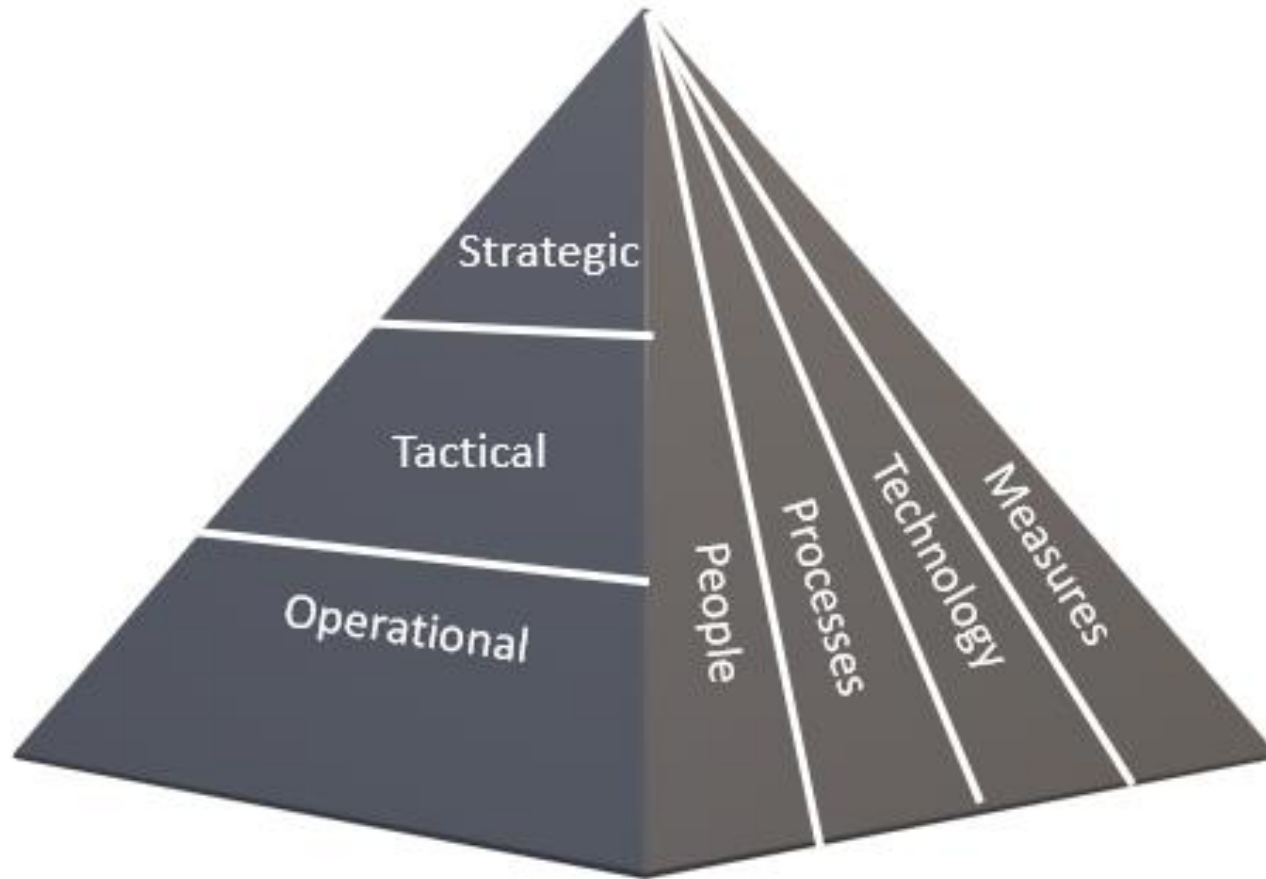 Strategic
Tactical
Operational
People
Processes
Technology
Measures